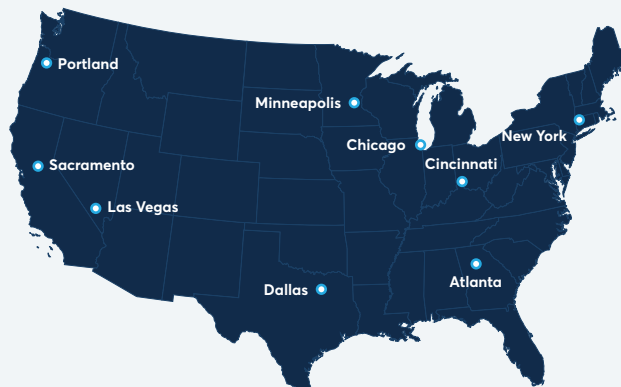 Portland
Minneapolis
New York
Chicago
Cincinnati
Sacramento
Las Vegas
Atlanta
Dallas